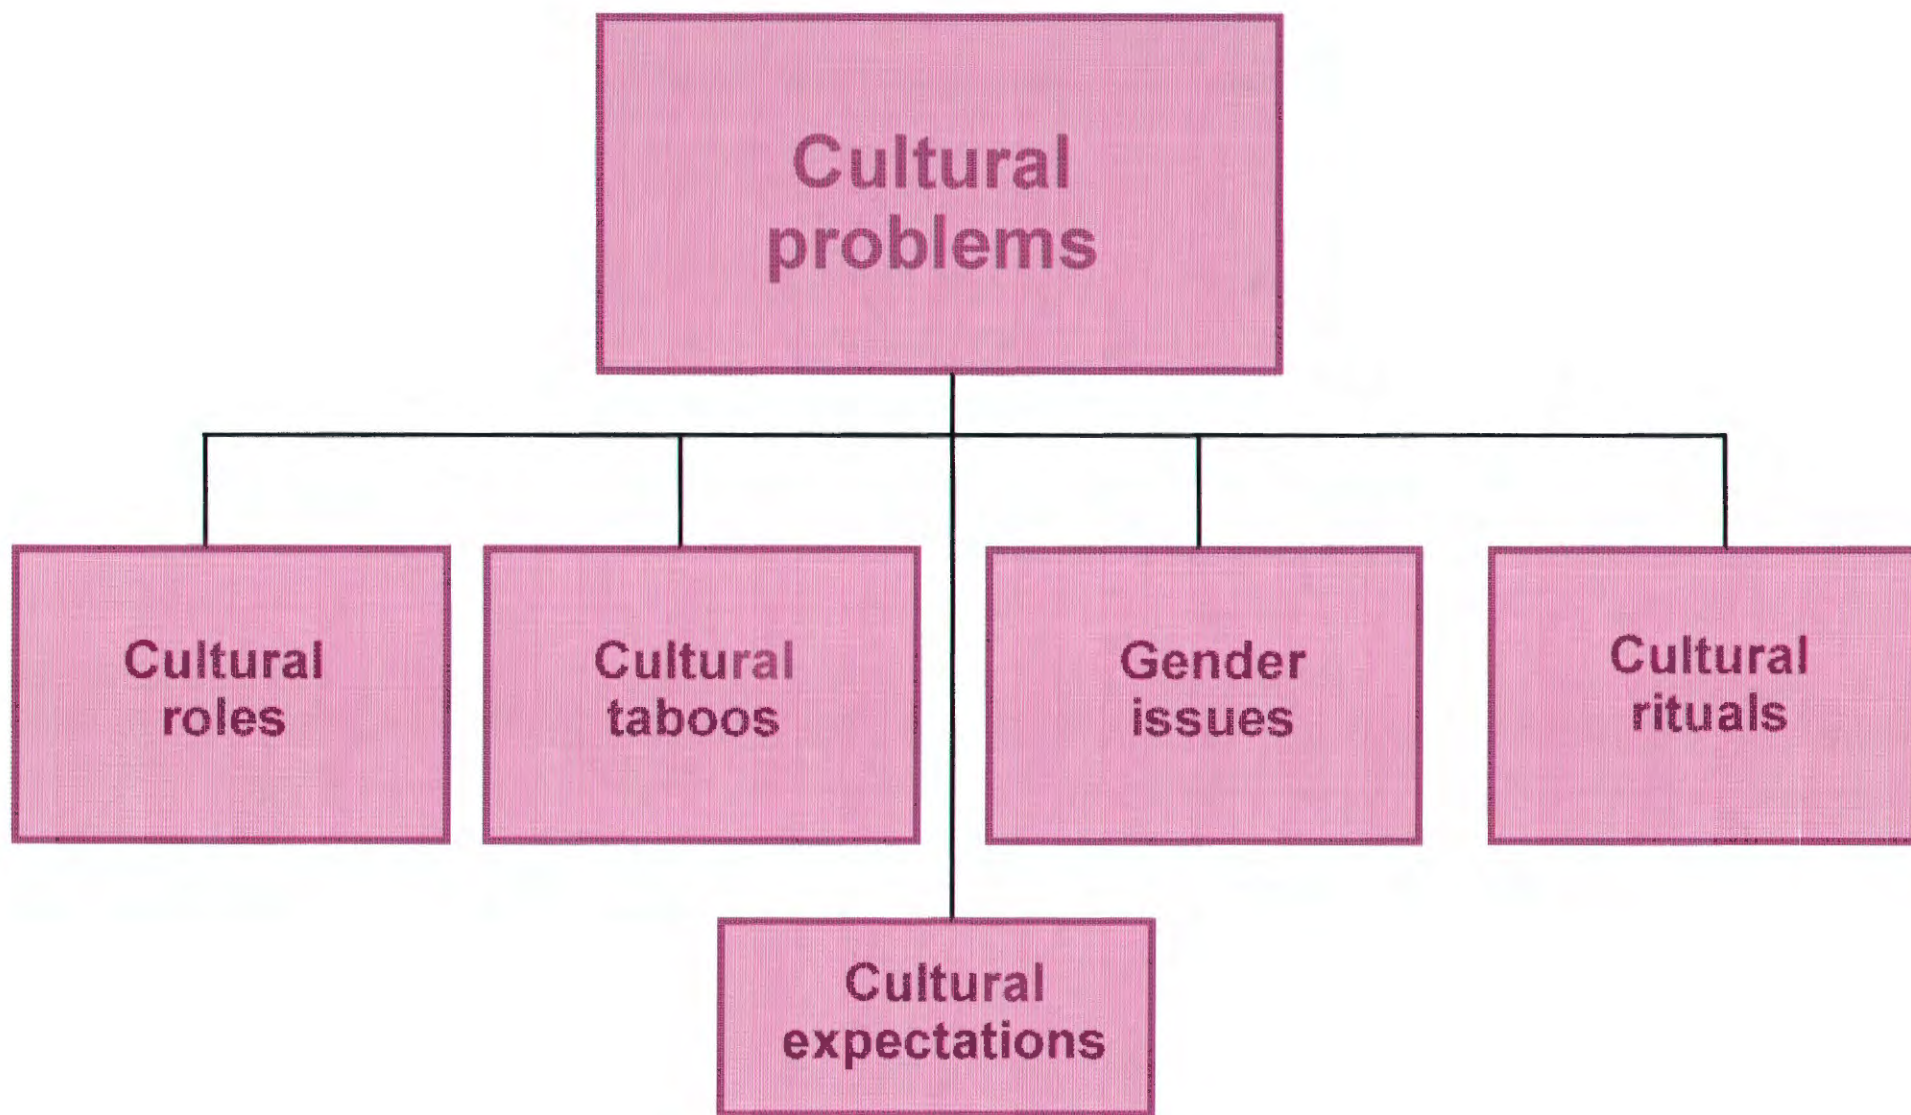 Cultural
problems
Cultural
roles
Cultural
taboos
Gender
issues
Cultural
rituals
Cultural
expectations